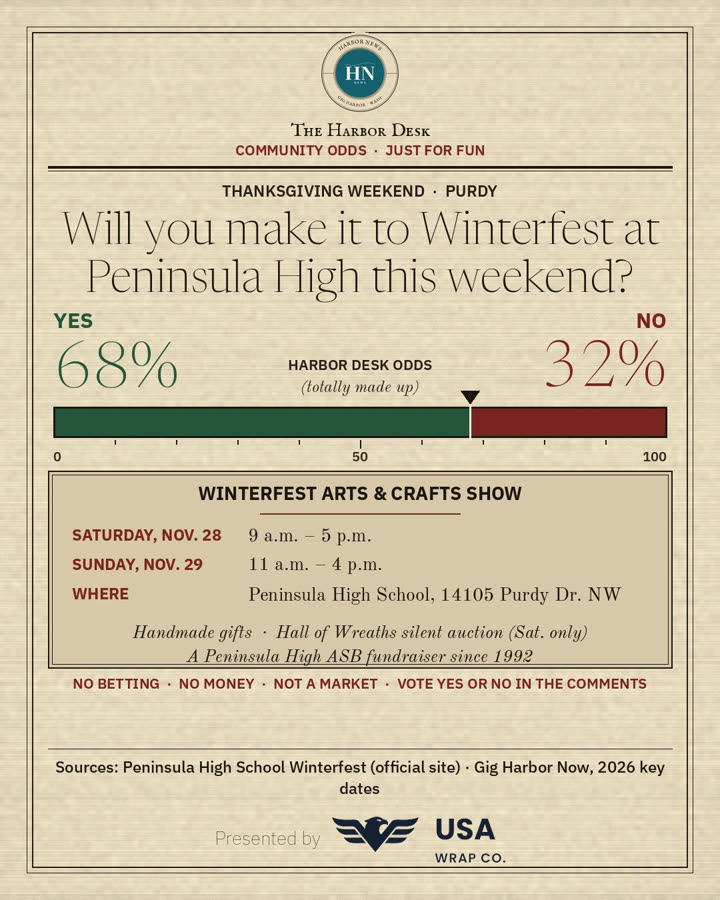 HARBOR NEWS
HN
NEWS
The Harbor Desk
COMMUNITY ODDS · JUST FOR FUN
THANKSGIVING WEEKEND · PURDY
Will you make it to Winterfest at
Peninsula High this weekend?
YES
NO
68%
HARBOR DESK ODDS
32%
(totally made up)
0
50
100
WINTERFEST ARTS & CRAFTS SHOW
SATURDAY, NOV. 28 9 a.m. – 5 p.m.
SUNDAY, NOV. 29 11 a.m. – 4 p.m.
WHERE Peninsula High School, 14105 Purdy Dr. NW
Handmade gifts · Hall of Wreaths silent auction (Sat. only)
A Peninsula High ASB fundraiser since 1992
NO BETTING · NO MONEY · NOT A MARKET · VOTE YES OR NO IN THE COMMENTS
Sources: Peninsula High School Winterfest (official site) · Gig Harbor Now, 2026 key
dates
Presented by
USA
WRAP CO.